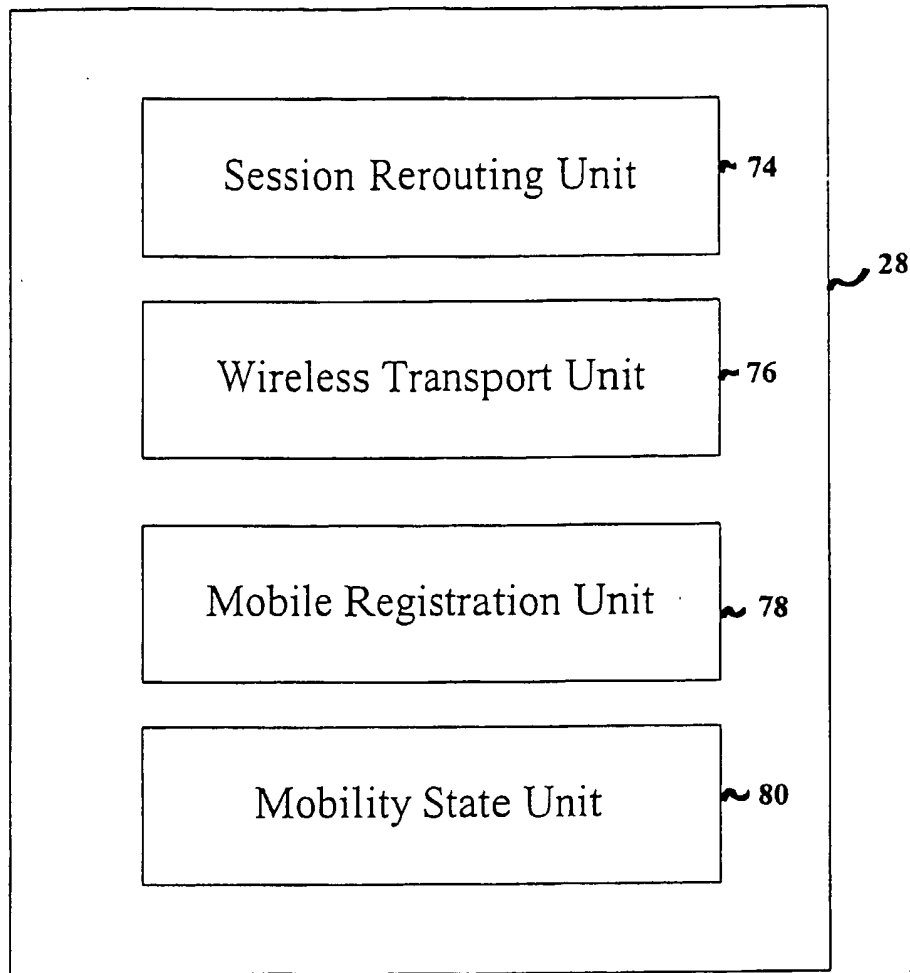 Session Rerouting Unit
74
28
Wireless Transport Unit
76
Mobile Registration Unit
78
Mobility State Unit
80